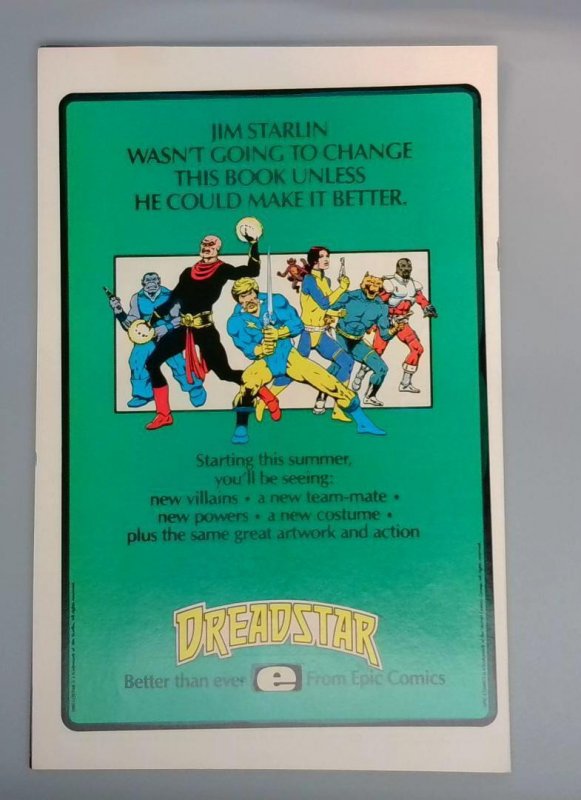 JIM STARLIN
WASN'T GOING TO CHANGE
THIS BOOK UNLESS
HE COULD MAKE IT BETTER.
Starting this summer,
you'll be seeing:
new villains • a new team-mate •
new powers • a new costume •
plus the same great artwork and action
DREADSTAR
Better than ever e From Epic Comics